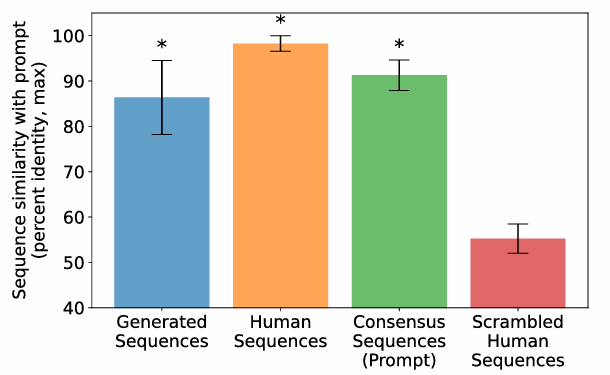 Sequence similarity with prompt
(percent identity, max)
100
90
80
70
60
50
40
*
*
*
Generated
Sequences
Human
Sequences
Consensus
Sequences
(Prompt)
Scrambled
Human
Sequences